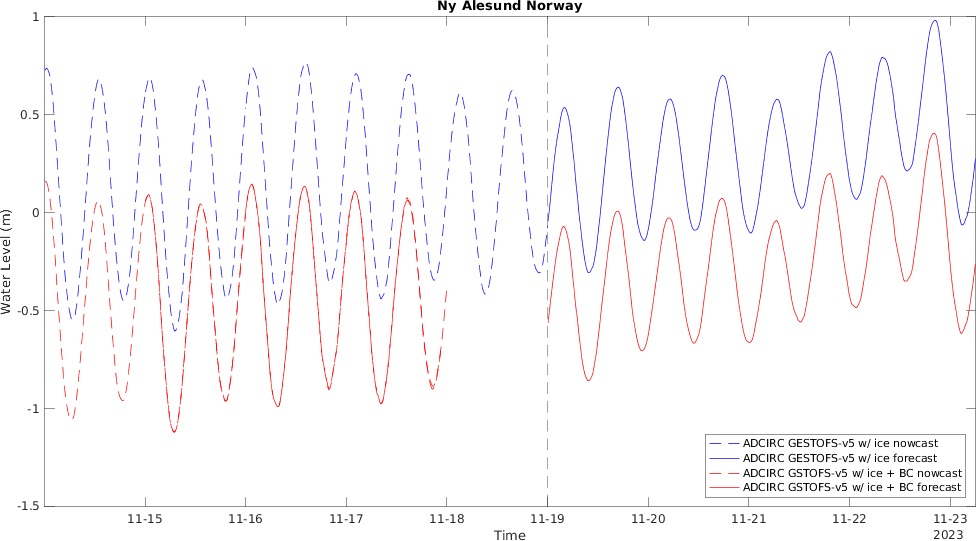 Ny Alesund Norway
1
0.5
0
-0.5
-1
-1.5
Water Level (m)
ADCIRC GESTOFS-v5 w/ ice nowcast
ADCIRC GESTOFS-v5 w/ ice forecast
ADCIRC GSTOFS-v5 w/ ice + BC nowcast
ADCIRC GSTOFS-v5 w/ ice + BC forecast
11-15 11-16 11-17 11-18 11-19 11-20 11-21 11-22 11-23
Time 2023